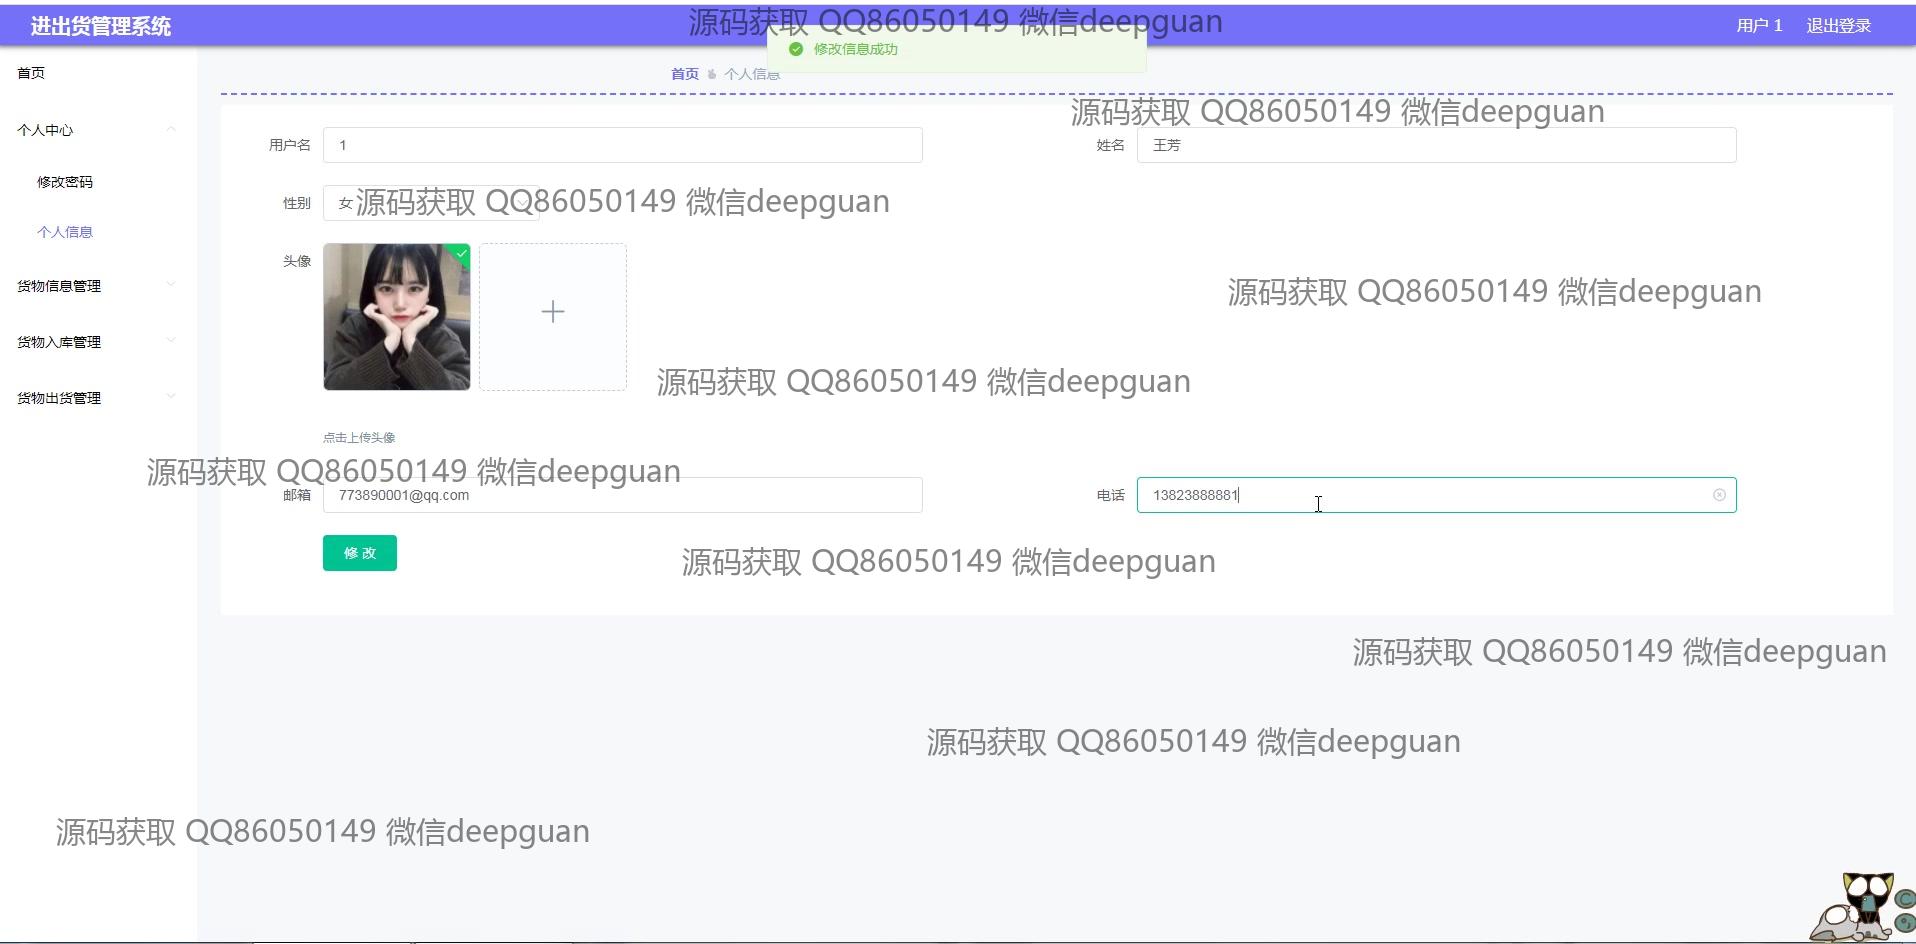 进出货管理系统
源码获取 QQ86050149 微信deepguan
用户 1
退出登录
修改信息成功
首页
首页 个人信息
源码获取 QQ86050149 微信deepguan
个人中心
用户名 1
姓名 王芳
修改密码
性别 女
源码获取 QQ86050149 微信deepguan
个人信息
头像
货物信息管理
源码获取 QQ86050149 微信deepguan
货物入库管理
源码获取 QQ86050149 微信deepguan
货物出货管理
点击上传头像
源码获取 QQ86050149 微信deepguan
邮箱 773890001@qq.com
电话 13823888881
修改
源码获取 QQ86050149 微信deepguan
源码获取 QQ86050149 微信deepguan
源码获取 QQ86050149 微信deepguan
源码获取 QQ86050149 微信deepguan